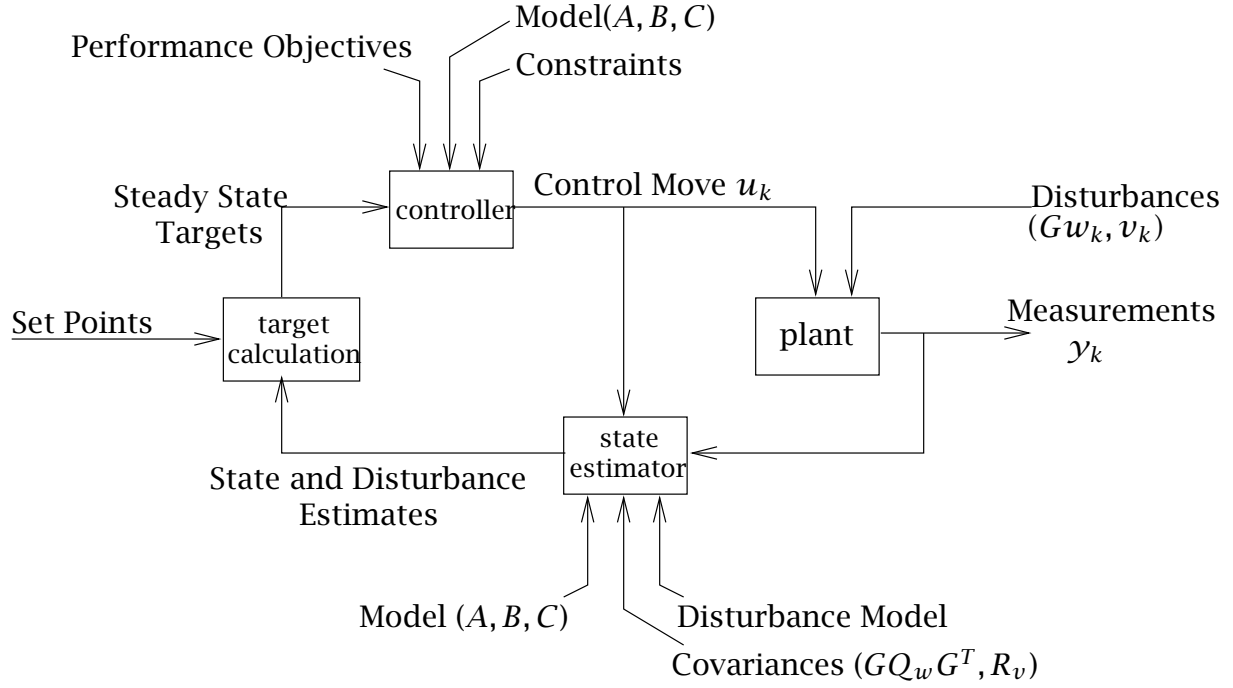 Model(A, B, C)
Performance Objectives
Constraints
Steady State
Targets
controller
Control Move u_k
Disturbances
(Gw_k, v_k)
Set Points
target
calculation
plant
Measurements
y_k
state
estimator
State and Disturbance
Estimates
Model (A, B, C)
Disturbance Model
Covariances (GQ_wG^T, R_v)